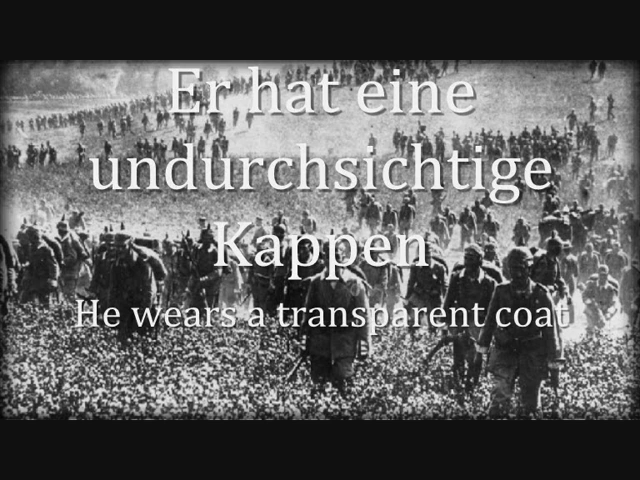 Er hat eine
undurchsichtige
Kappen
He wears a transparent coat